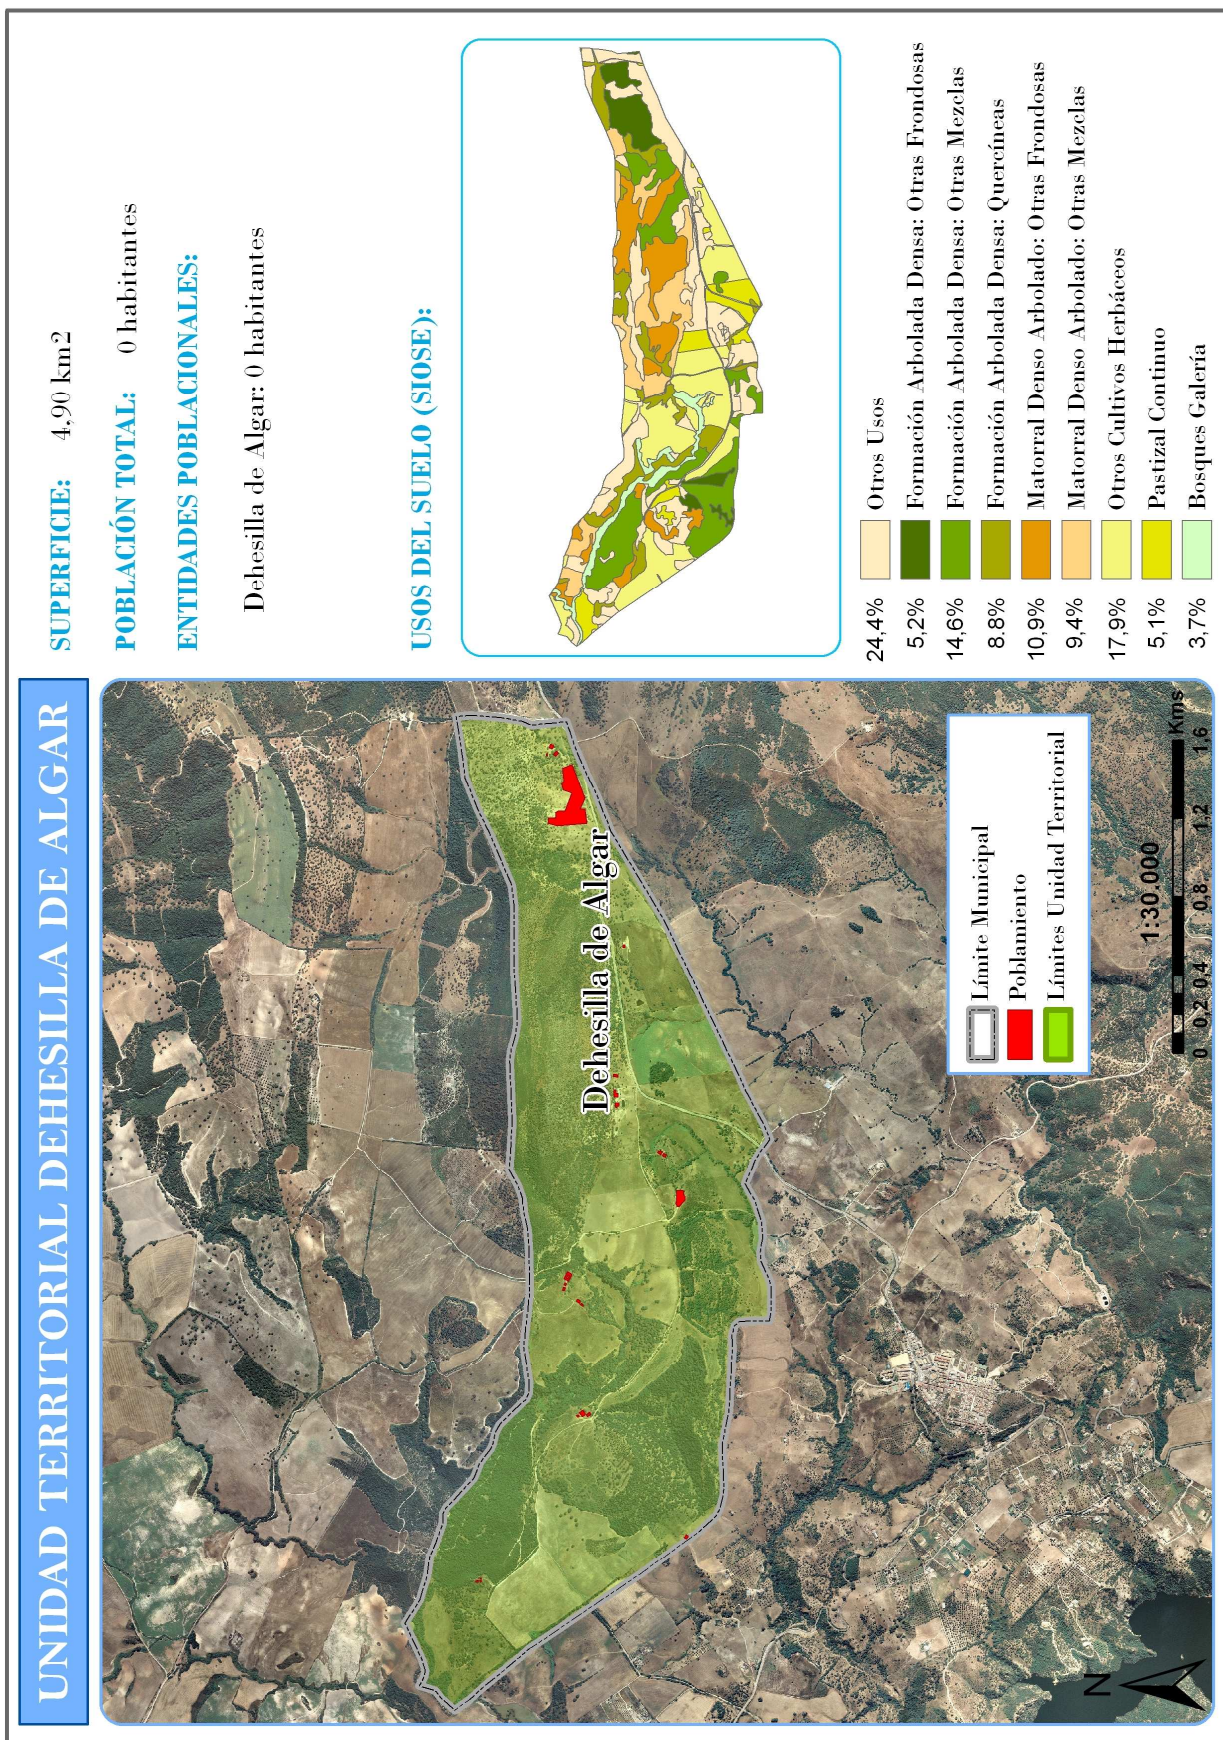 UNIDAD TERRITORIAL DEHESILLA DE ALGAR
SUPERFICIE: 4,90 km2
POBLACIÓN TOTAL: 0 habitantes
ENTIDADES POBLACIONALES:
Dehesilla de Algar: 0 habitantes
USOS DEL SUELO (SIOSE):
24,4% Otros Usos
5,2% Formación Arbolada Densa: Otras Frondosas
14,6% Formación Arbolada Densa: Otras Mezclas
8.8% Formación Arbolada Densa: Quercíneas
10,9% Matorral Denso Arbolado: Otras Frondosas
9,4% Matorral Denso Arbolado: Otras Mezclas
17,9% Otros Cultivos Herbáceos
5,1% Pastizal Continuo
3,7% Bosques Galería
Dehesilla de Algar
Límite Municipal
Poblamiento
Límites Unidad Territorial
1:30.000
0 0,2 0,4 0,8 1,2 1,6
Kms
N